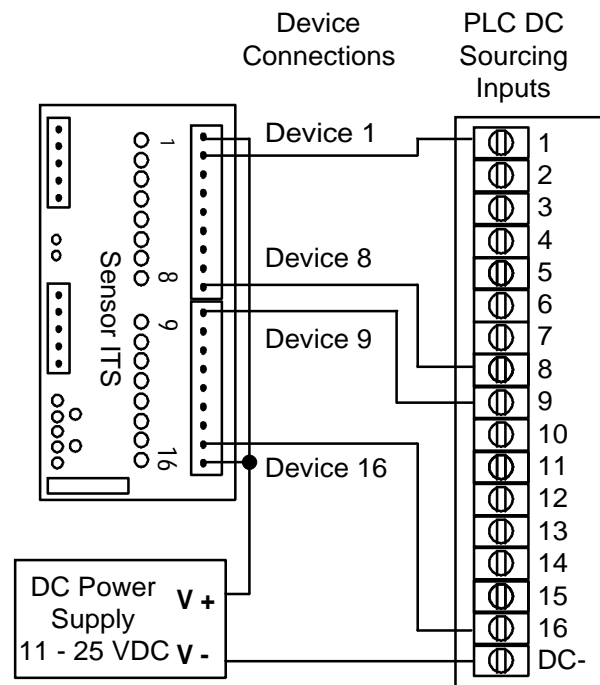 Device
Connections
PLC DC
Sourcing
Inputs
Sensor ITS
1
8
9
16
Device 1
Device 8
Device 9
Device 16
1
2
3
4
5
6
7
8
9
10
11
12
13
14
15
16
DC-
DC Power
Supply
11 - 25 VDC
V +
V -